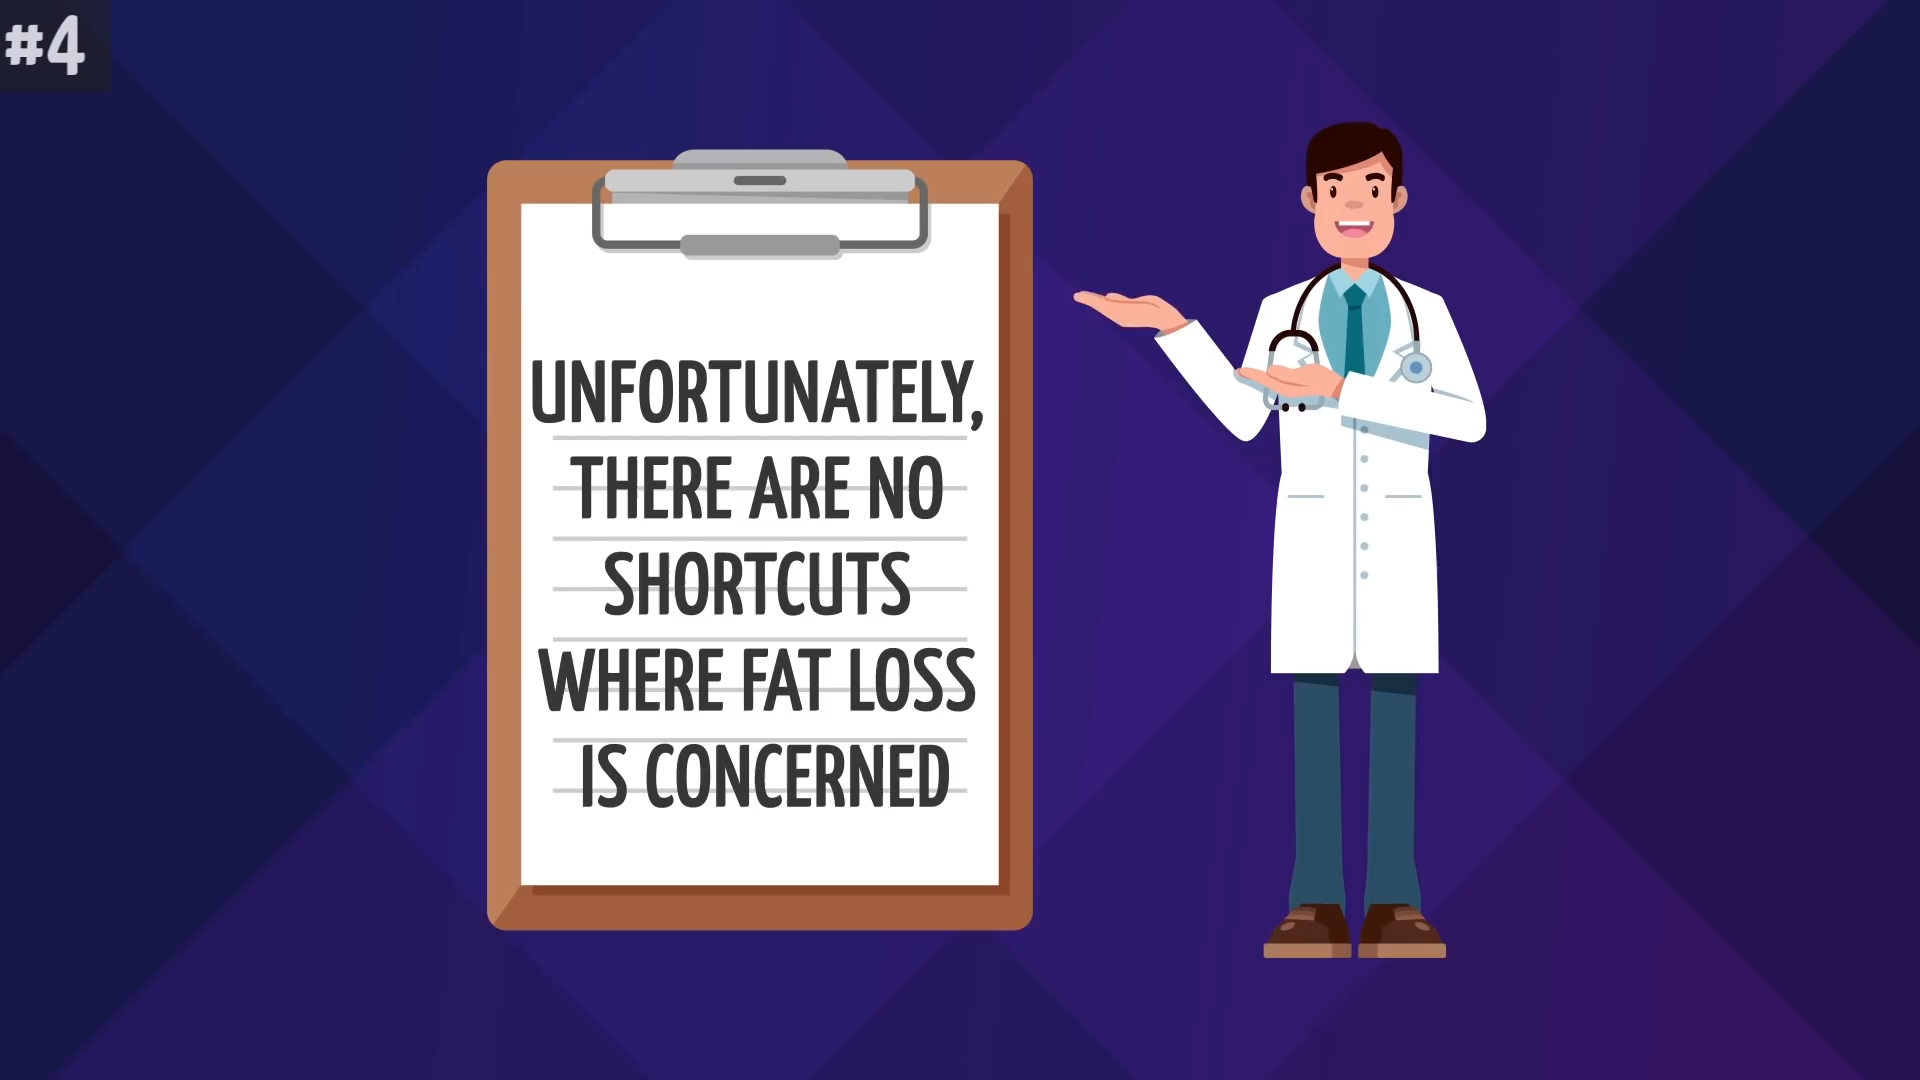 #4
UNFORTUNATELY,
THERE ARE NO
SHORTCUTS
WHERE FAT LOSS
IS CONCERNED